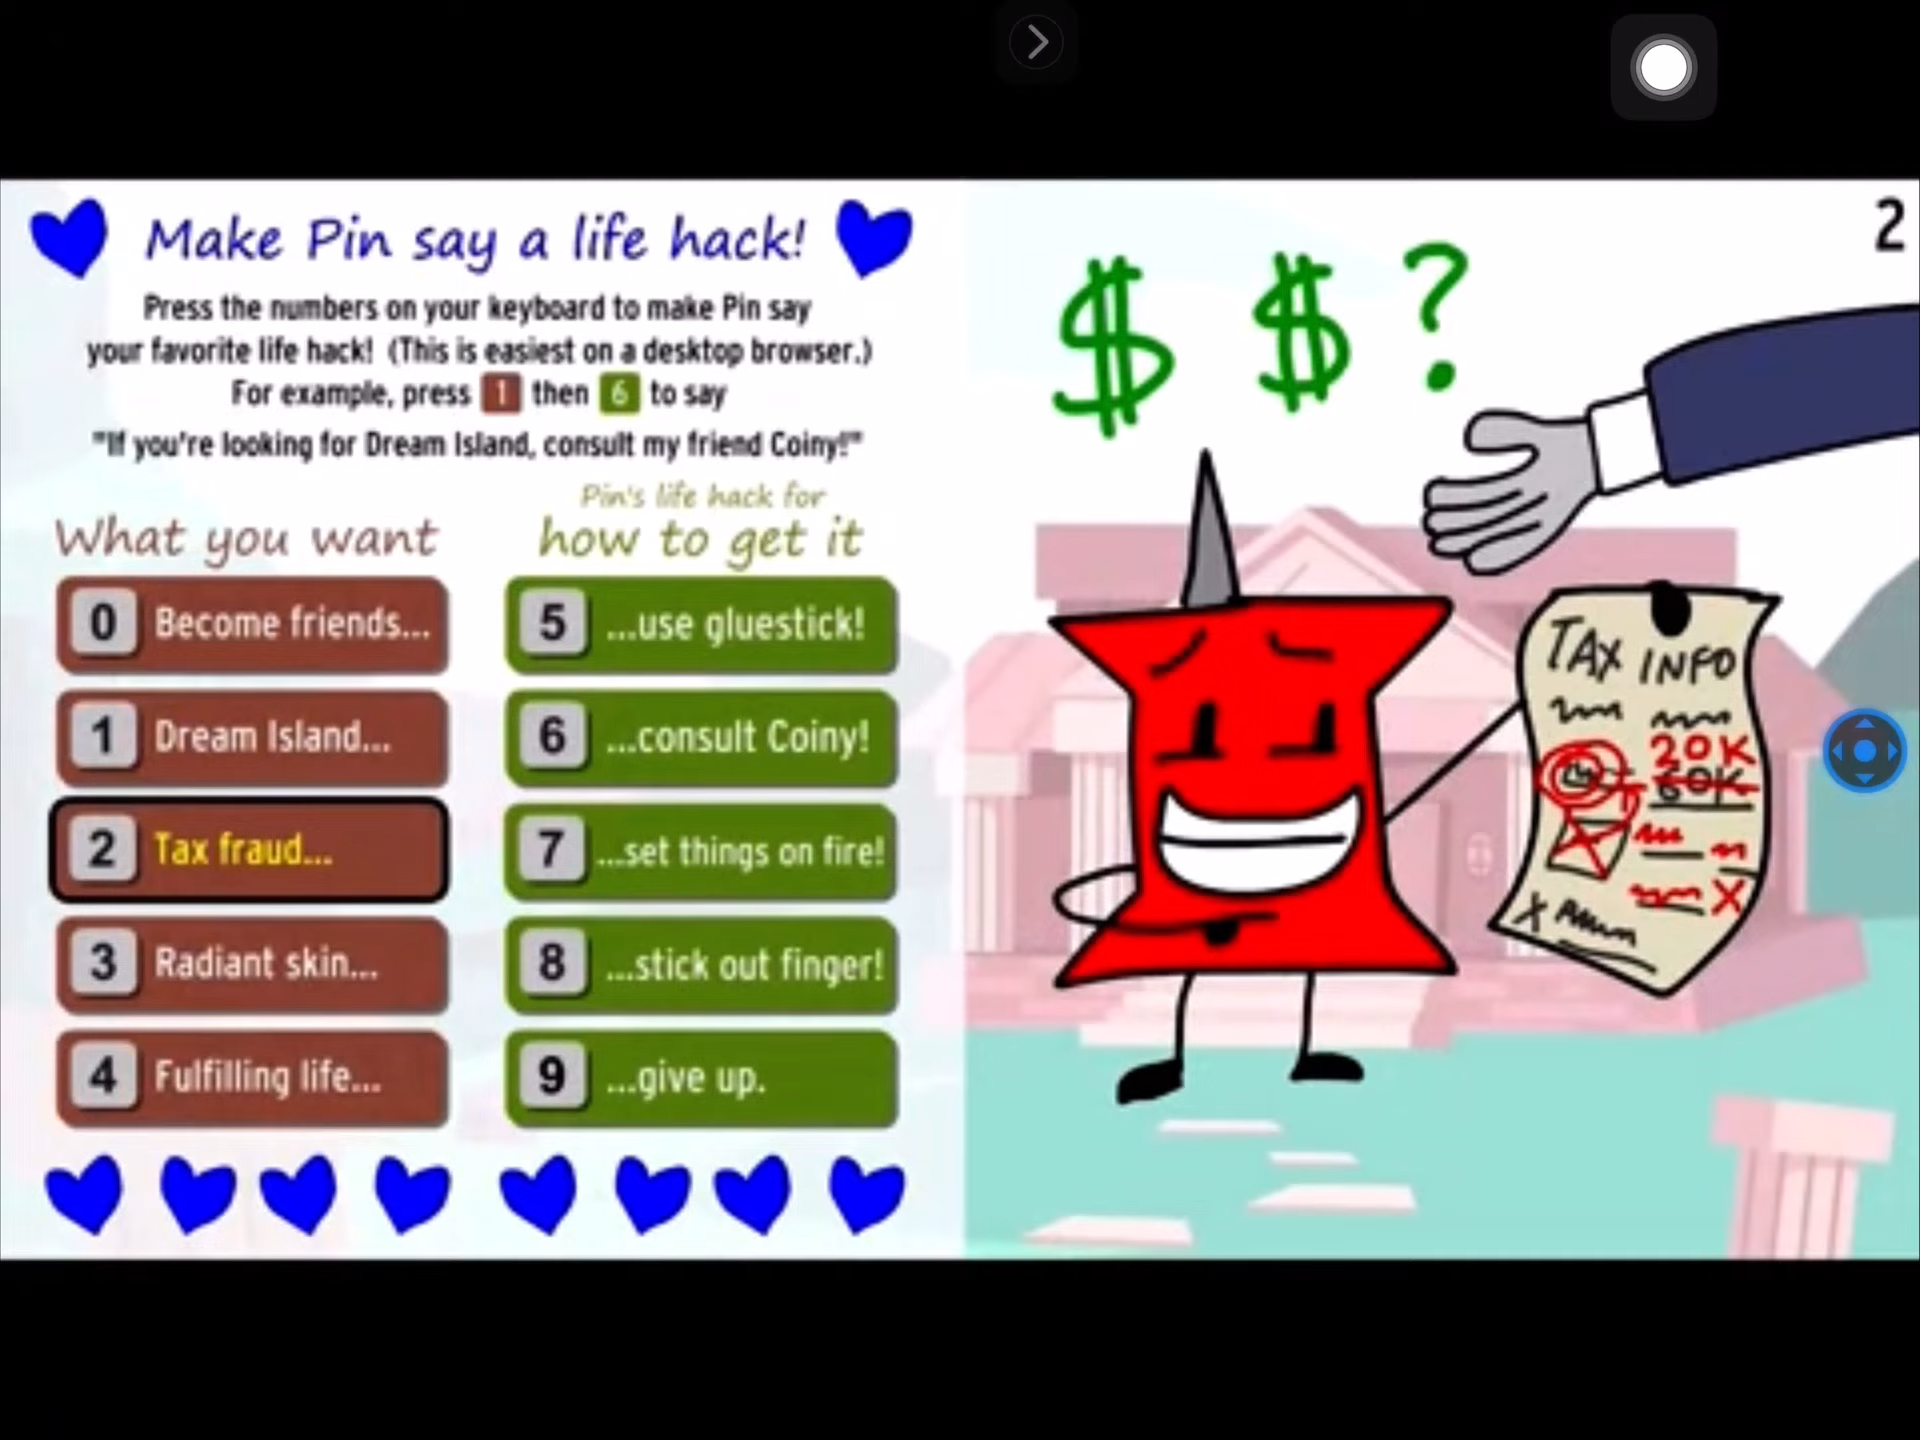 Make Pin say a life hack!
Press the numbers on your keyboard to make Pin say
your favorite life hack! (This is easiest on a desktop browser.)
For example, press 1 then 6 to say
"If you're looking for Dream Island, consult my friend Coiny!"
What you want
0 Become friends...
1 Dream Island...
2 Tax fraud...
3 Radiant skin...
4 Fulfilling life...
Pin's life hack for
how to get it
5 ...use gluestick!
6 ...consult Coiny!
7 ...set things on fire!
8 ...stick out finger!
9 ...give up.
2
$ $ ?
TAX INFO
20K
60K
X
X